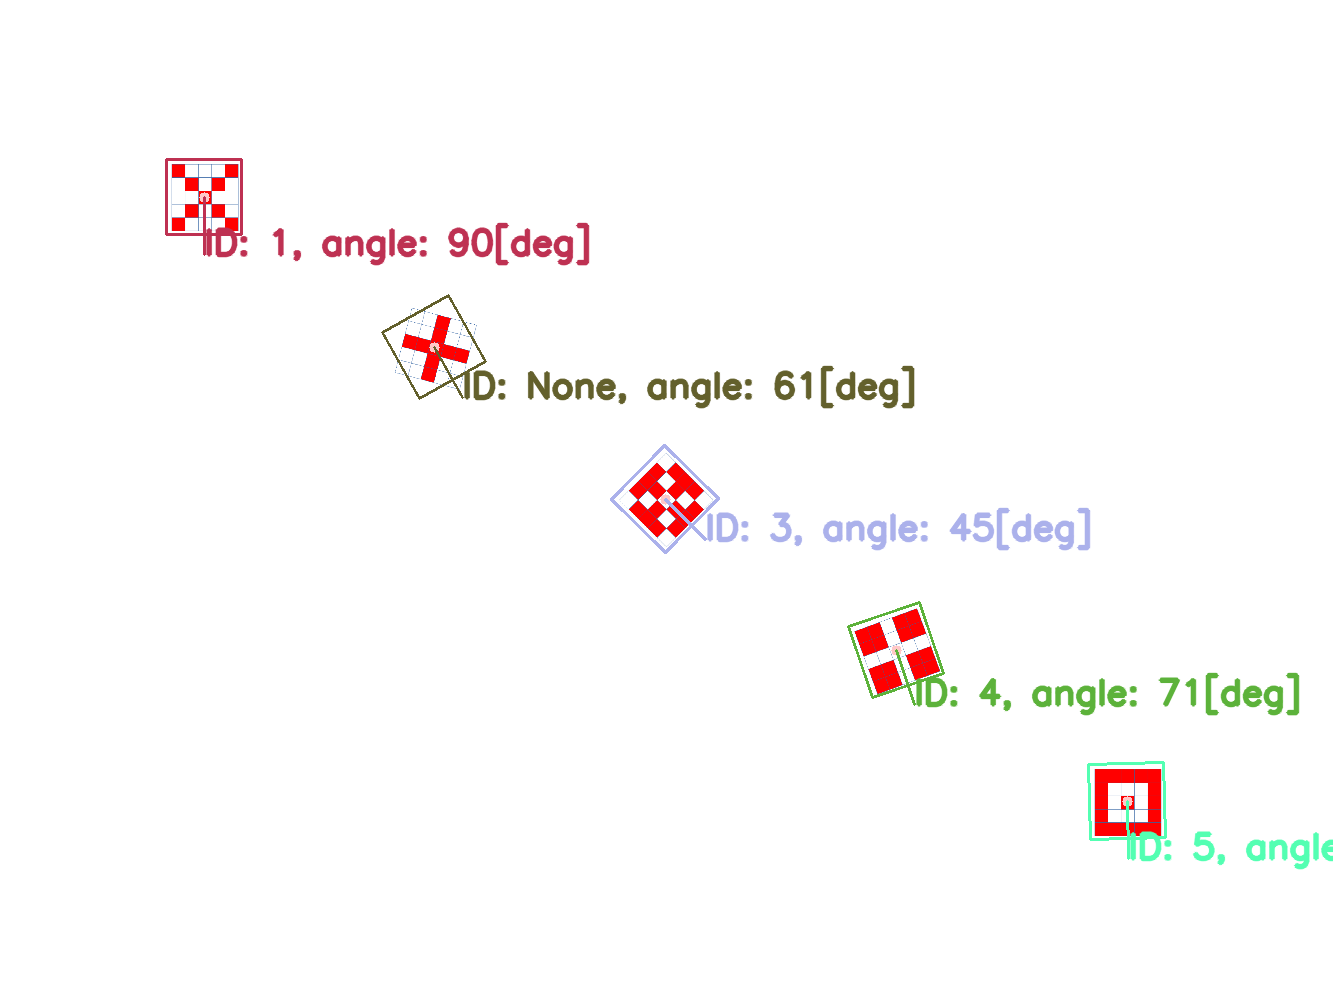 ID: 1, angle: 90[deg]
ID: None, angle: 61[deg]
ID: 3, angle: 45[deg]
ID: 4, angle: 71[deg]
ID: 5, angle